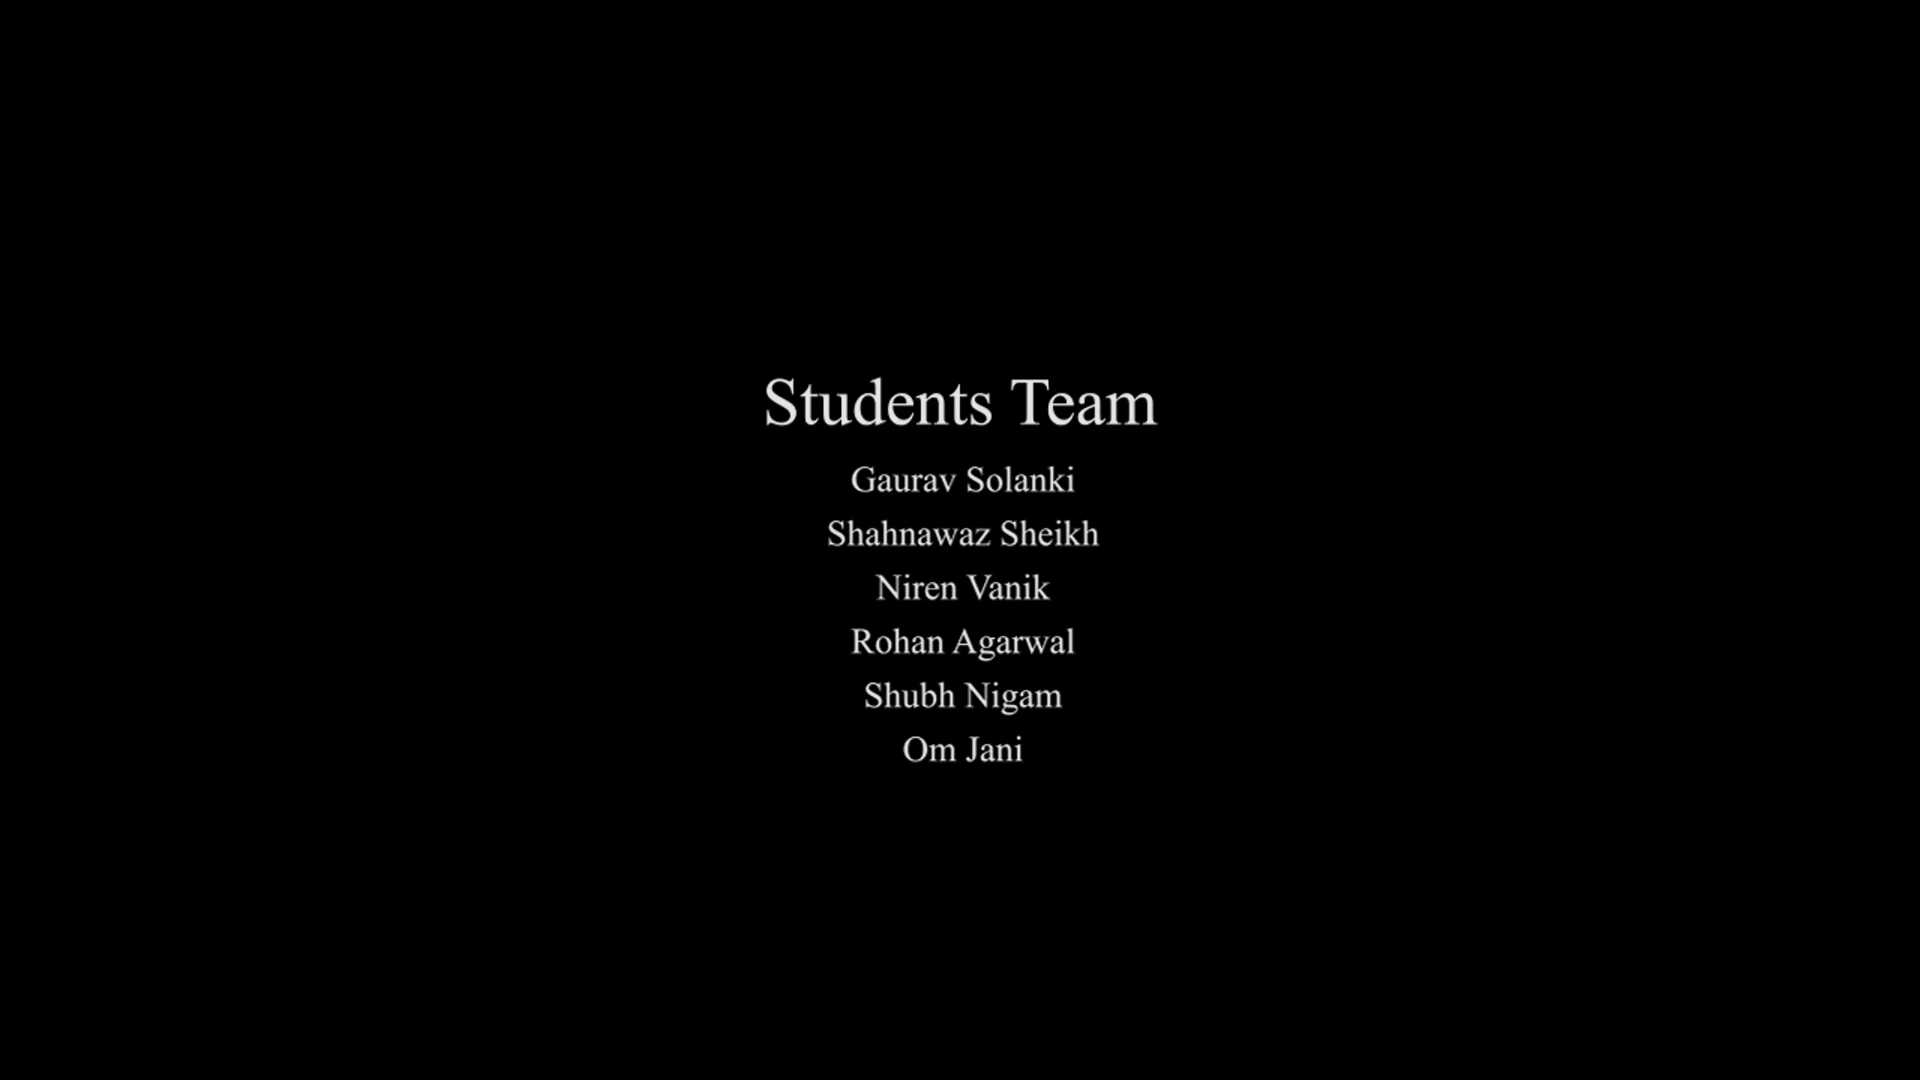 Students Team
Gaurav Solanki
Shahnawaz Sheikh
Niren Vanik
Rohan Agarwal
Shubh Nigam
Om Jani